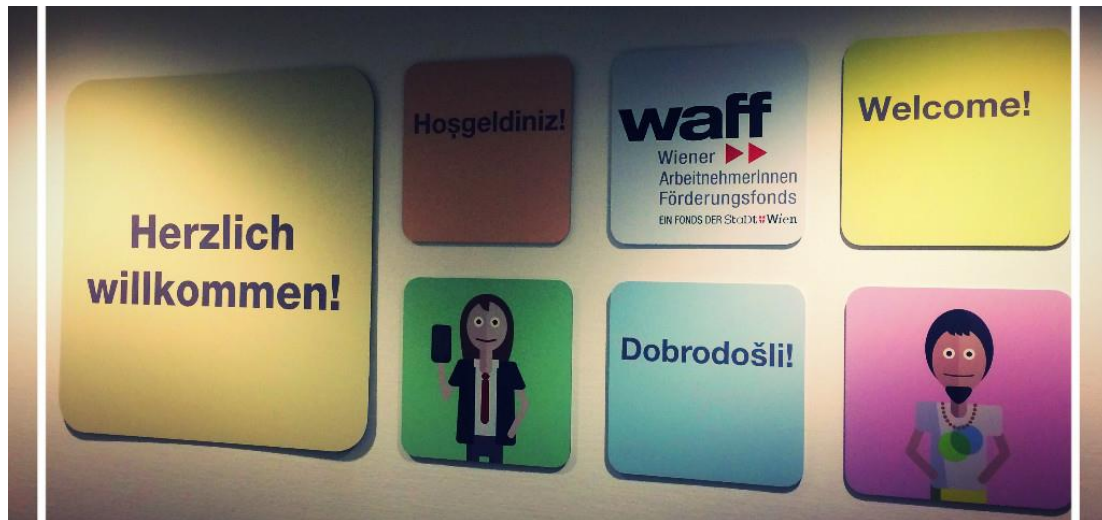 Herzlich
willkommen!
Hoşgeldiniz!
waff
Wiener
ArbeitnehmerInnen
Förderungsfonds
EIN FONDS DER StaDt Wien
Welcome!
Dobrodošli!